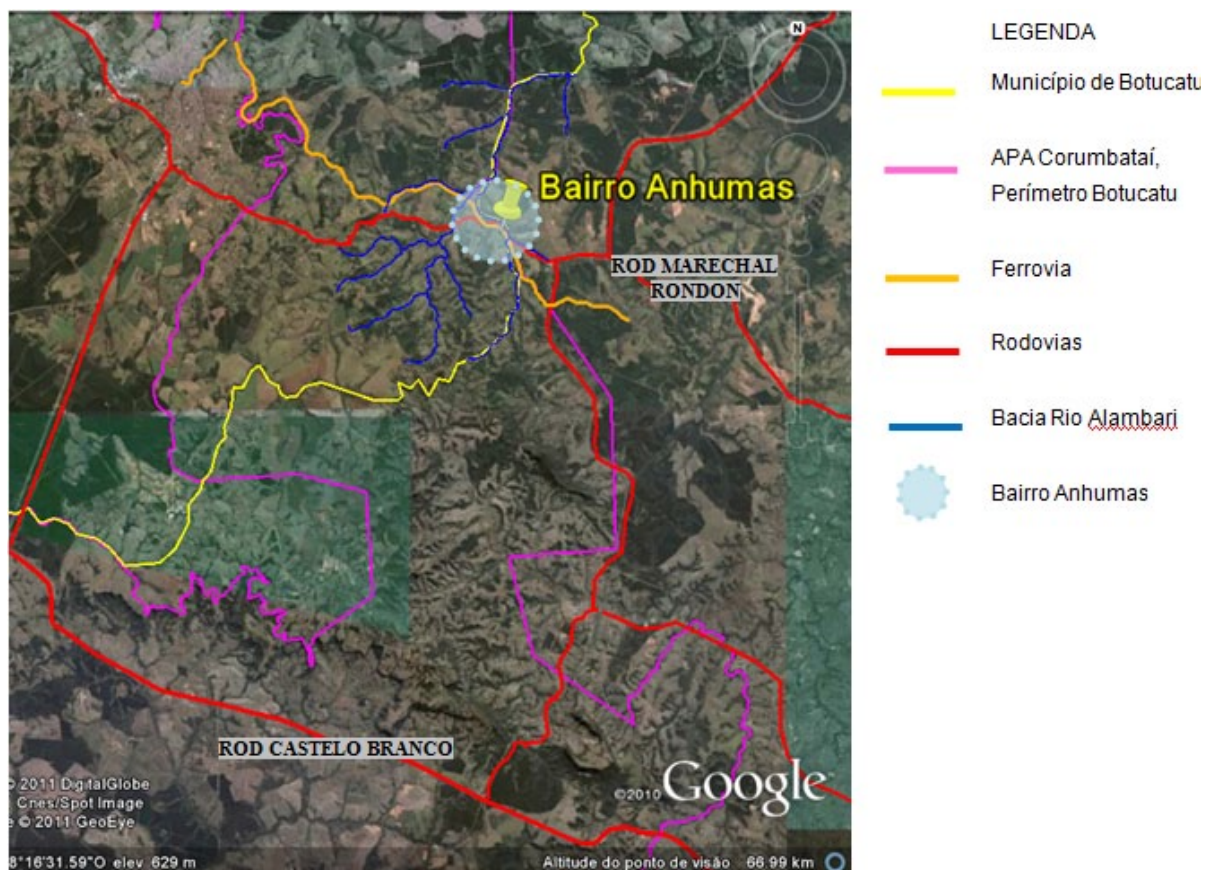 N
Bairro Anhumas
ROD MARECHAL
RONDON
ROD CASTELO BRANCO
© 2011 DigitalGlobe
Cnes/Spot Image
© 2011 GeoEye
©2010 Google
8°16'31.59"O elev 629 m
Altitude do ponto de visão 66.99 km
LEGENDA
Município de Botucatu
APA Corumbataí,
Perímetro Botucatu
Ferrovia
Rodovias
Bacia Rio Alambari
Bairro Anhumas